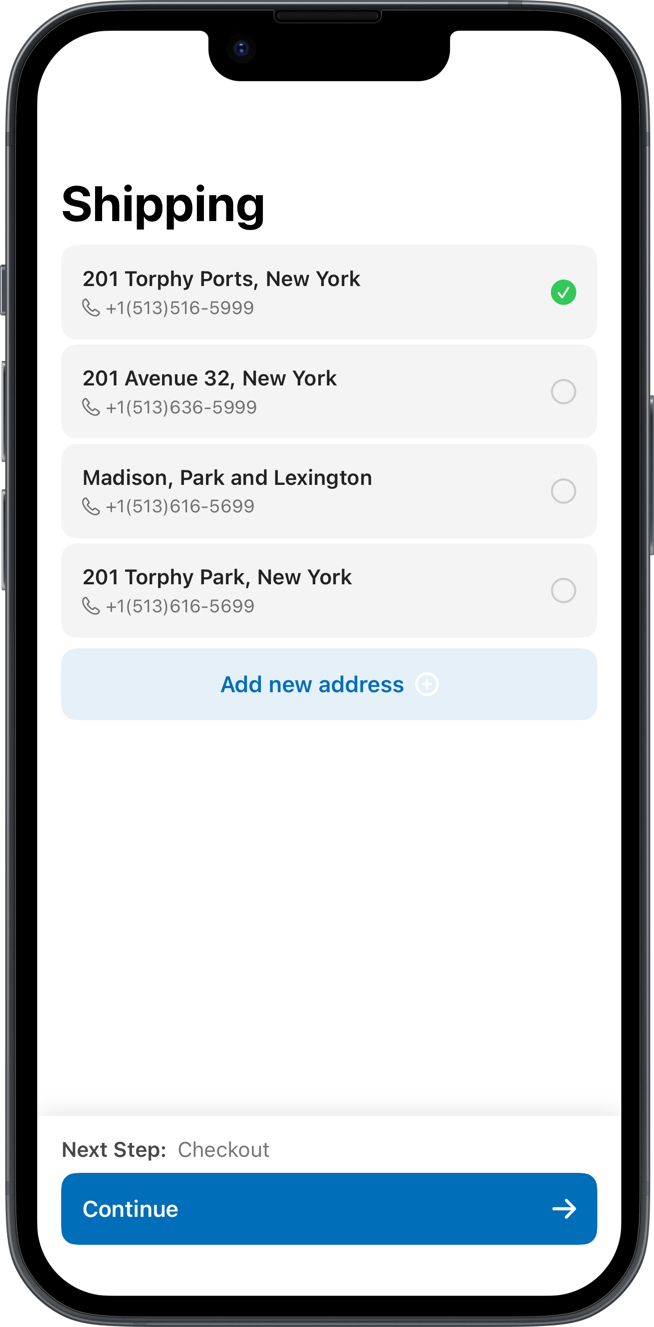 Shipping
201 Torphy Ports, New York
+1(513)516-5999
201 Avenue 32, New York
+1(513)636-5999
Madison, Park and Lexington
+1(513)616-5699
201 Torphy Park, New York
+1(513)616-5699
Add new address
Next Step: Checkout
Continue